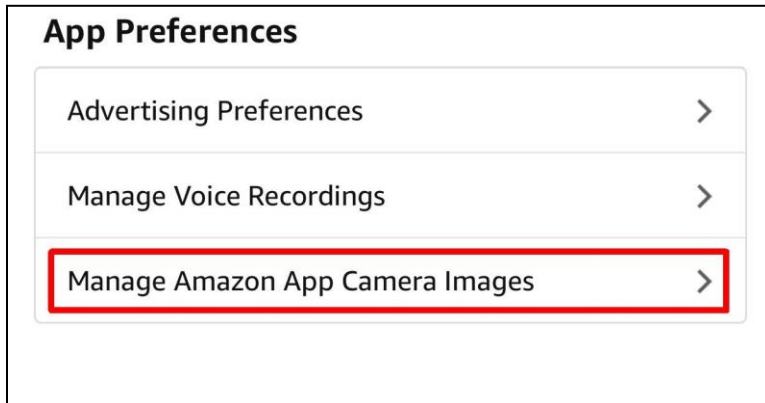 App Preferences
Advertising Preferences
Manage Voice Recordings
Manage Amazon App Camera Images